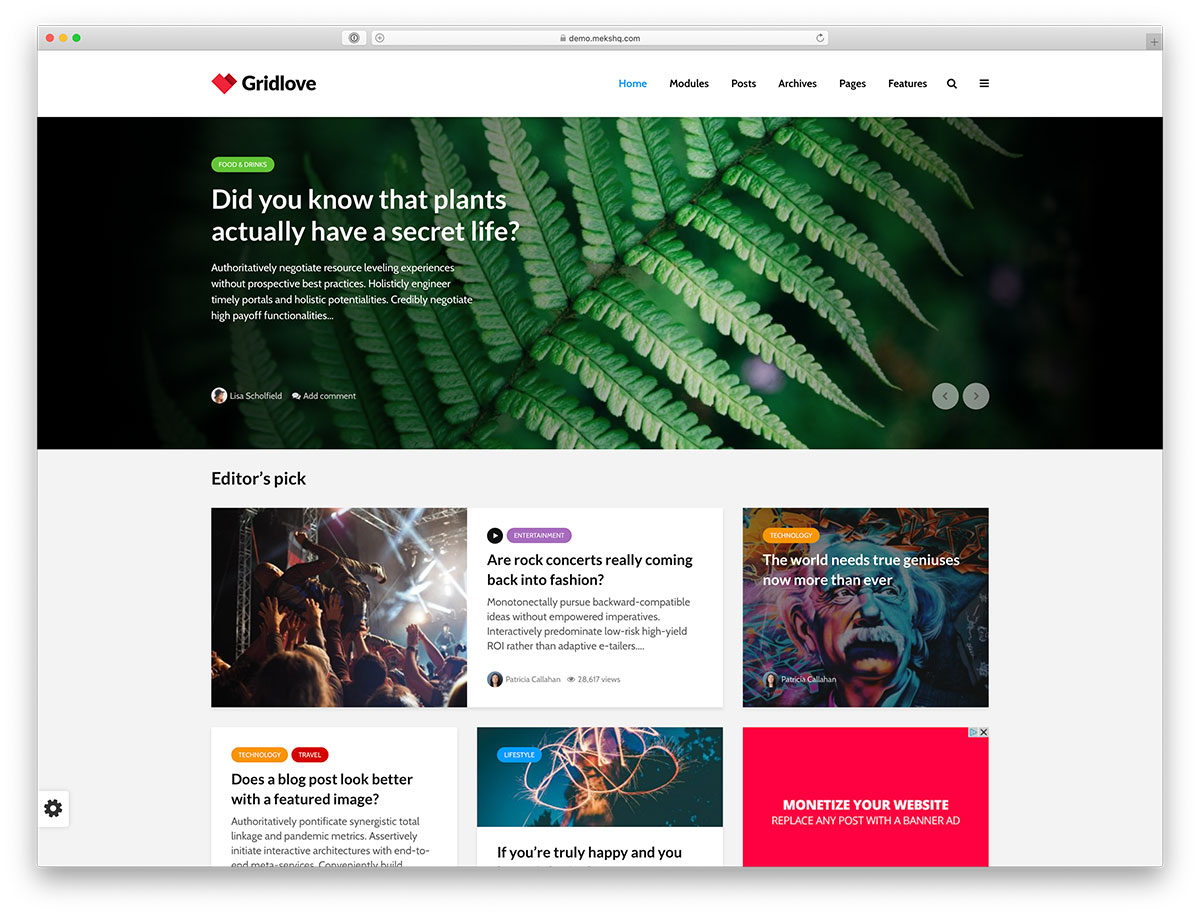 demo.mekshq.com
Gridlove
Home Modules Posts Archives Pages Features
FOOD & DRINKS
Did you know that plants
actually have a secret life?
Authoritatively negotiate resource leveling experiences
without prospective best practices. Holisticly engineer
timely portals and holistic potentialities. Credibly negotiate
high payoff functionalities...
Lisa Scholfield Add comment
Editor's pick
ENTERTAINMENT
Are rock concerts really coming
back into fashion?
Monotonectally pursue backward-compatible
ideas without empowered imperatives.
Interactively predominate low-risk high-yield
ROI rather than adaptive e-tailers....
Patricia Callahan 28,617 views
TECHNOLOGY
The world needs true geniuses
now more than ever
Patricia Callahan
TECHNOLOGY TRAVEL
Does a blog post look better
with a featured image?
Authoritatively pontificate synergistic total
linkage and pandemic metrics. Assertively
initiate interactive architectures with end-to-
end meta-services. Conveniently build
LIFESTYLE
If you're truly happy and you
MONETIZE YOUR WEBSITE
REPLACE ANY POST WITH A BANNER AD